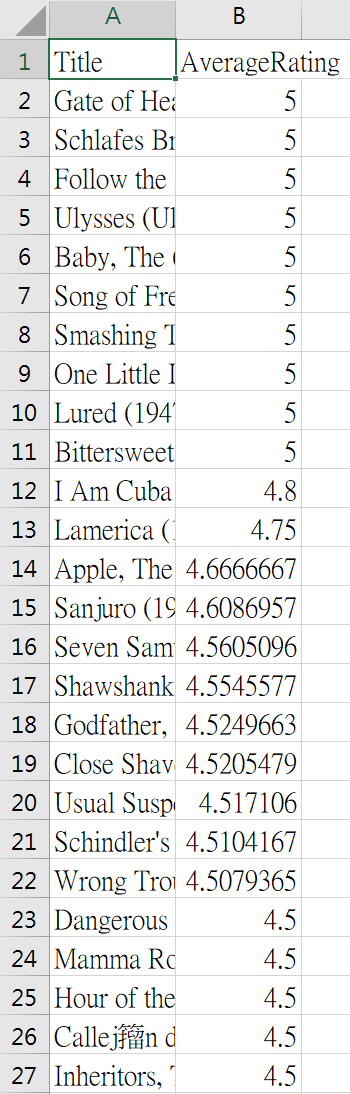 A B
1 Title AverageRating
2 Gate of Hea 5
3 Schlafes Br 5
4 Follow the 5
5 Ulysses (Ul 5
6 Baby, The ( 5
7 Song of Fre 5
8 Smashing T 5
9 One Little I 5
10 Lured (194 5
11 Bittersweet 5
12 I Am Cuba 4.8
13 Lamerica (1 4.75
14 Apple, The 4.6666667
15 Sanjuro (19 4.6086957
16 Seven Sam 4.5605096
17 Shawshank 4.5545577
18 Godfather, 4.5249663
19 Close Shav 4.5205479
20 Usual Susp 4.517106
21 Schindler's 4.5104167
22 Wrong Trou 4.5079365
23 Dangerous 4.5
24 Mamma Ro 4.5
25 Hour of the 4.5
26 Callej籀n d 4.5
27 Inheritors, T 4.5